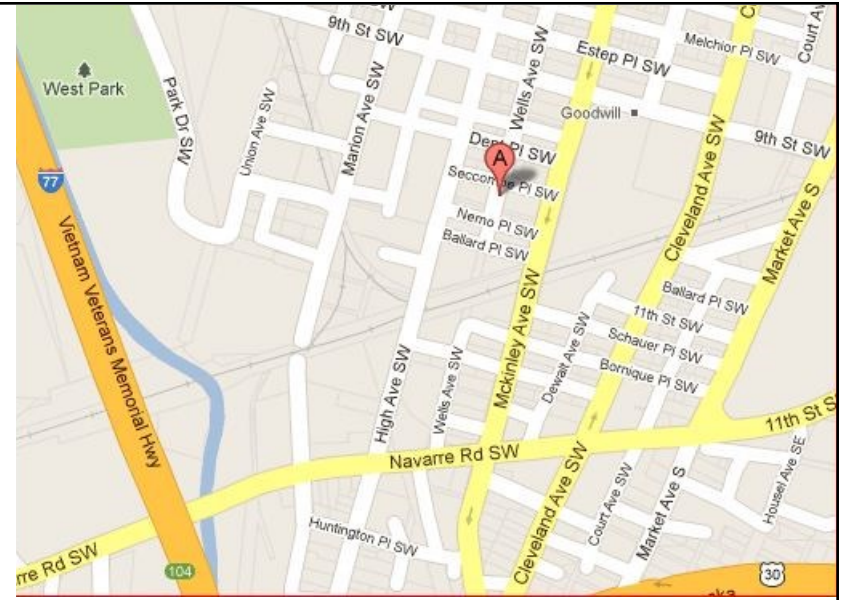 9th St SW
Wells Ave SW
Estep Pl SW
Melchior Pl SW
Court Av
C
West Park
Park Dr SW
Union Ave SW
Marion Ave SW
Goodwill
9th St SW
Cleveland Ave SW
Market Ave S
77
A
Pl SW
Pl SW
Nemo Pl SW
Ballard Pl SW
Vietnam Veterans Memorial Hwy
Mckinley Ave SW
Ballard Pl SW
11th St SW
Schauer Pl SW
Bornique Pl SW
Dewalt Ave SW
Wells Ave SW
High Ave SW
Navarre Rd SW
11th St S
Housel Ave SE
Cleveland Ave SW
Court Ave SW
Market Ave S
Huntington Pl SW
rre Rd SW
104
30